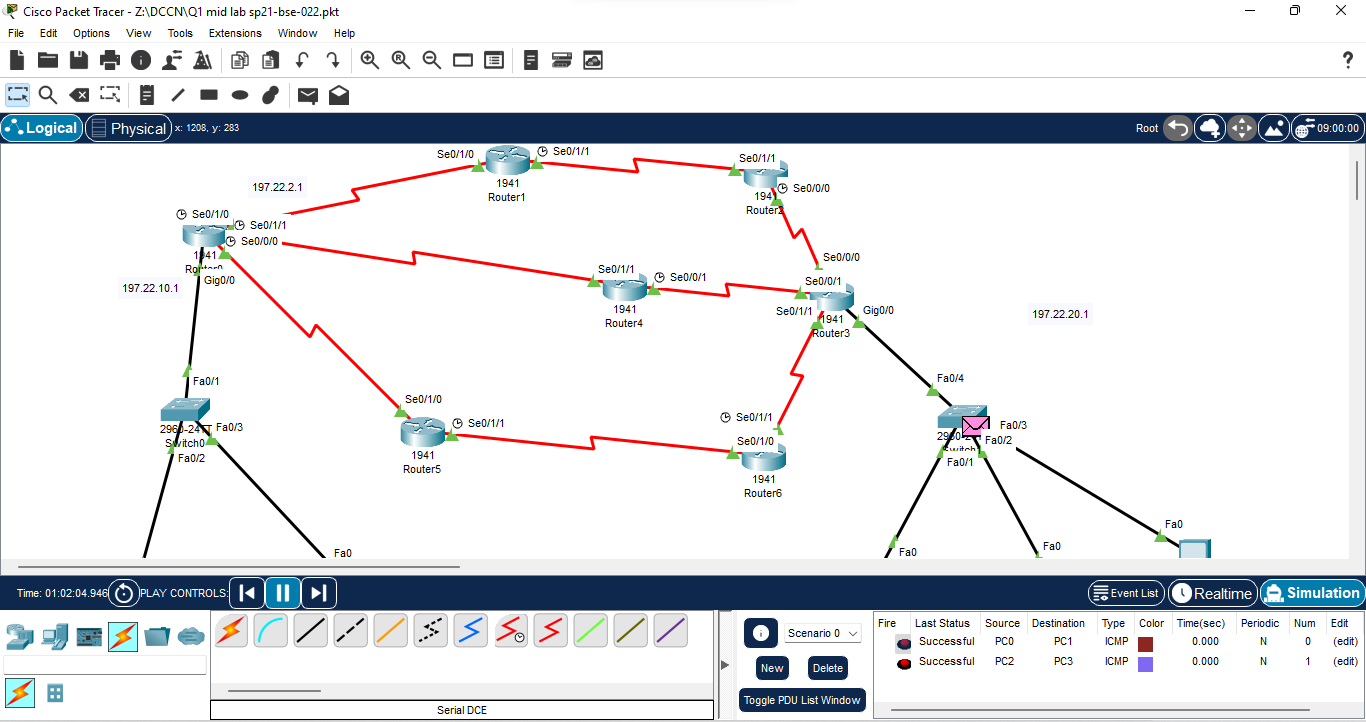 Cisco Packet Tracer - Z:\DCCN\Q1 mid lab sp21-bse-022.pkt
File Edit Options View Tools Extensions Window Help
Logical Physical x: 1208, y: 283 Root 09:00:00
Se0/1/0 Se0/1/1
1941
Router1
Se0/1/1
Se0/0/0
194
Router2
197.22.2.1
Se0/1/0
Se0/1/1
Se0/0/0
1941
Router0
Gig0/0
197.22.10.1
Se0/1/1 Se0/0/1
1941
Router4
Se0/0/0
Se0/0/1
Se0/1/1 Gig0/0
1941
Router3
197.22.20.1
Fa0/1
2960-24TT Fa0/3
Switch0
Fa0/2
Se0/1/0
Se0/1/1
1941
Router5
Se0/1/1
Se0/1/0
1941
Router6
Fa0/4
Fa0/3
Fa0/2
Fa0/1
Fa0
Fa0
Fa0
Fa0
Time: 01:02:04.946 PLAY CONTROLS: Event List Realtime Simulation
Scenario 0
New Delete
Toggle PDU List Window
Serial DCE
Fire Last Status Source Destination Type Color Time(sec) Periodic Num Edit
Successful PC0 PC1 ICMP 0.000 N 0 (edit)
Successful PC2 PC3 ICMP 0.000 N 1 (edit)